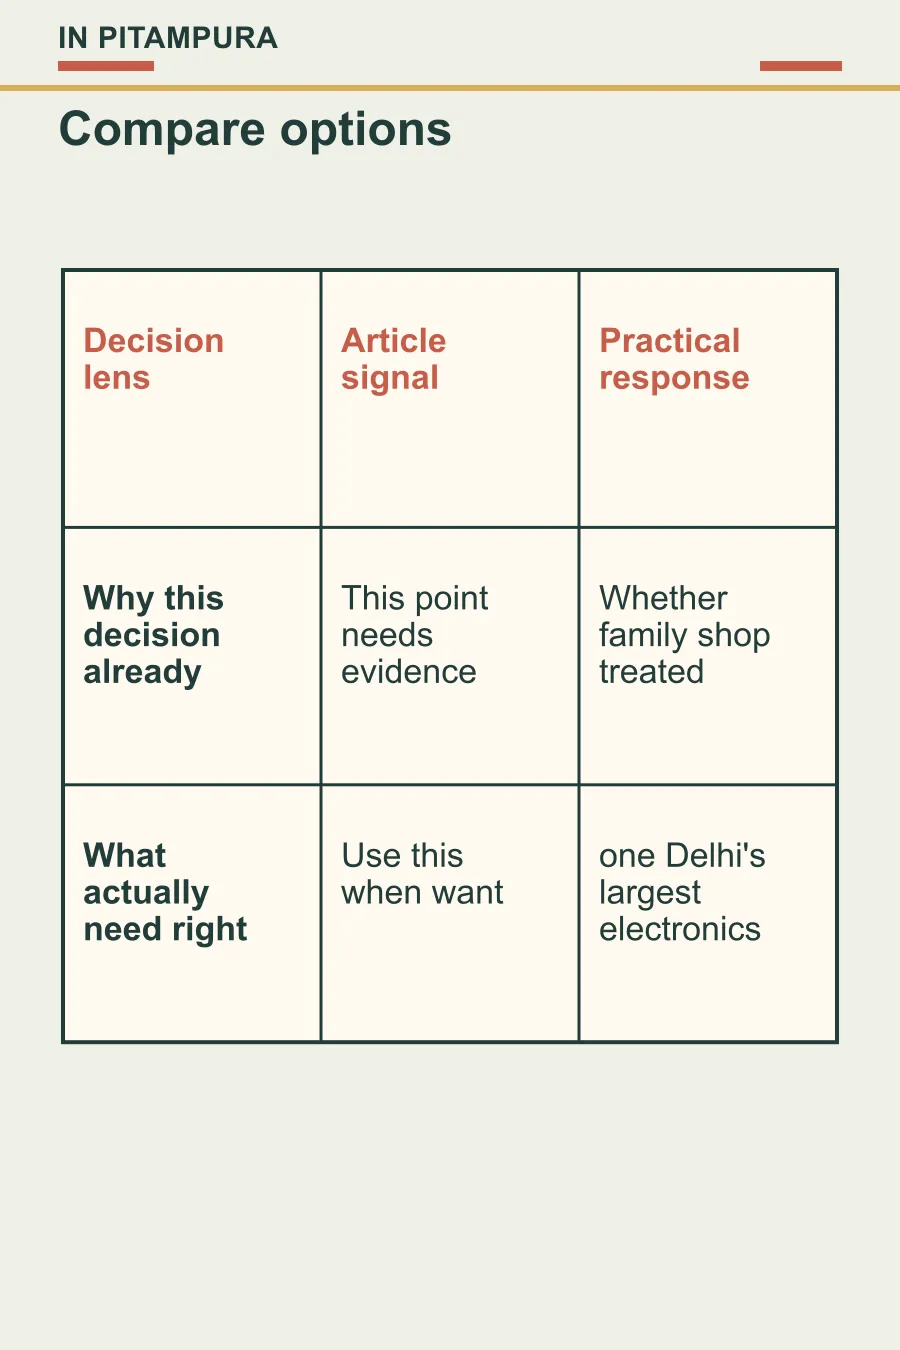 IN PITAMPURA
Compare options
Decision
lens
Article
signal
Practical
response
Why this
decision
already
This point
needs
evidence
Whether
family shop
treated
What
actually
need right
Use this
when want
one Delhi's
largest
electronics